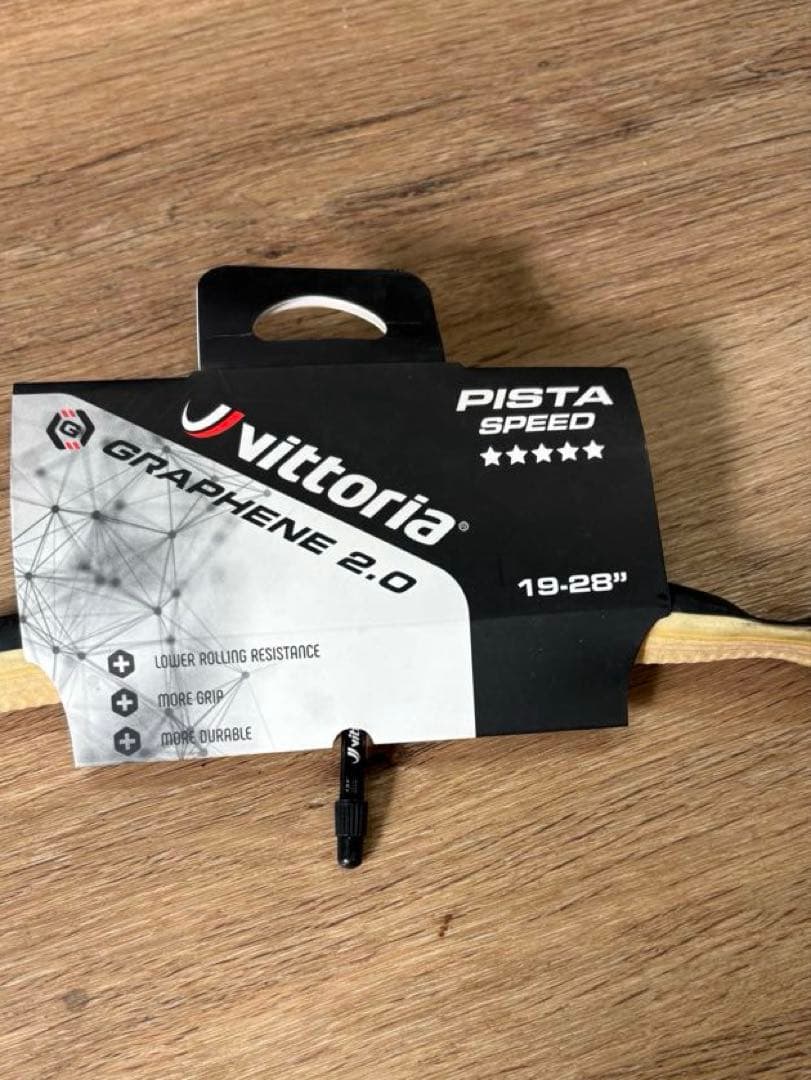 PISTA
SPEED
vittoria®
G
GRAPHENE 2.0
19-28”
LOWER ROLLING RESISTANCE
MORE GRIP
MORE DURABLE